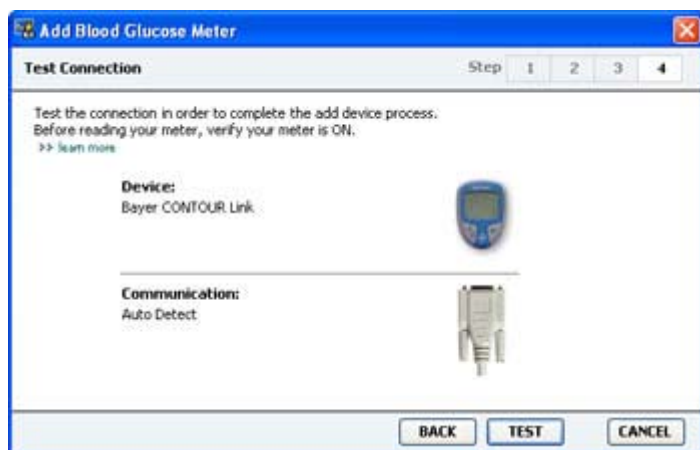 Add Blood Glucose Meter
Test Connection
Step 1 2 3 4
Test the connection in order to complete the add device process.
Before reading your meter, verify your meter is ON.
>> learn more
Device:
Bayer CONTOUR Link
Communication:
Auto Detect
BACK TEST CANCEL